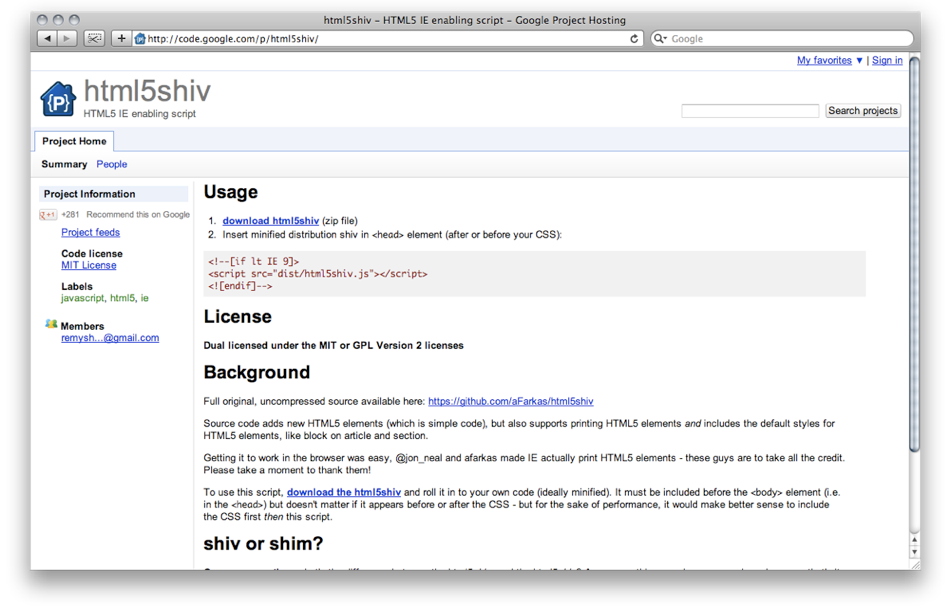 html5shiv – HTML5 IE enabling script – Google Project Hosting
http://code.google.com/p/html5shiv/
Google
My favorites ▼ | Sign in
html5shiv
HTML5 IE enabling script
Search projects
Project Home
Summary People
Project Information
+1 +281 Recommend this on Google
Project feeds
Code license
MIT License
Labels
javascript, html5, ie
Members
remysh...@gmail.com
Usage
1. download html5shiv (zip file)
2. Insert minified distribution shiv in <head> element (after or before your CSS):
<!--[if lt IE 9]>
<script src="dist/html5shiv.js"></script>
<![endif]-->
License
Dual licensed under the MIT or GPL Version 2 licenses
Background
Full original, uncompressed source available here: https://github.com/aFarkas/html5shiv
Source code adds new HTML5 elements (which is simple code), but also supports printing HTML5 elements and includes the default styles for
HTML5 elements, like block on article and section.
Getting it to work in the browser was easy, @jon_neal and afarkas made IE actually print HTML5 elements - these guys are to take all the credit.
Please take a moment to thank them!
To use this script, download the html5shiv and roll it in to your own code (ideally minified). It must be included before the <body> element (i.e.
in the <head>) but doesn't matter if it appears before or after the CSS - but for the sake of performance, it would make better sense to include
the CSS first then this script.
shiv or shim?